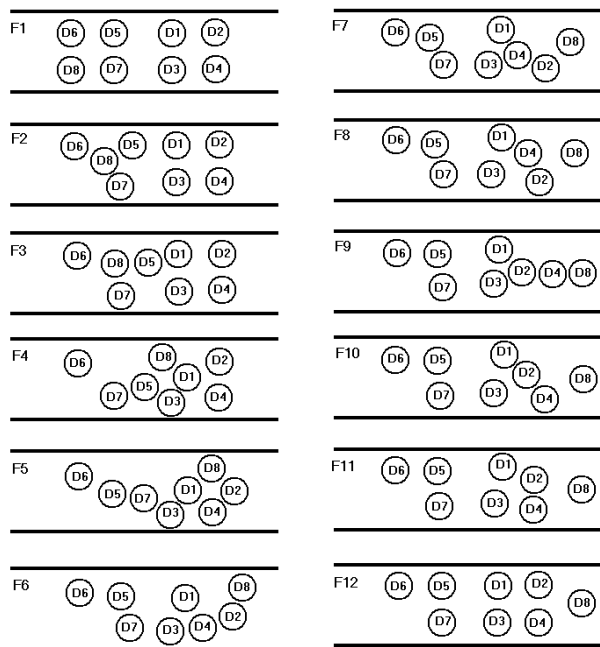 F1
D6 D5 D1 D2
D8 D7 D3 D4
F2
D6 D5 D1 D2
D8
D7 D3 D4
F3
D6 D8 D5 D1 D2
D7 D3 D4
F4
D6 D8 D2
D7 D5 D3 D1 D4
F5
D6 D8
D5 D7 D1 D2
D3 D4
F6
D6 D5 D1 D8
D7 D3 D4 D2
F7
D6 D5 D1 D8
D7 D3 D4 D2
F8
D6 D5 D1 D4 D8
D7 D3 D2
F9
D6 D5 D1
D7 D3 D2 D4 D8
F10
D6 D5 D1
D2 D8
D7 D3 D4
F11
D6 D5 D1 D2
D8
D7 D3 D4
F12
D6 D5 D1 D2
D8
D7 D3 D4